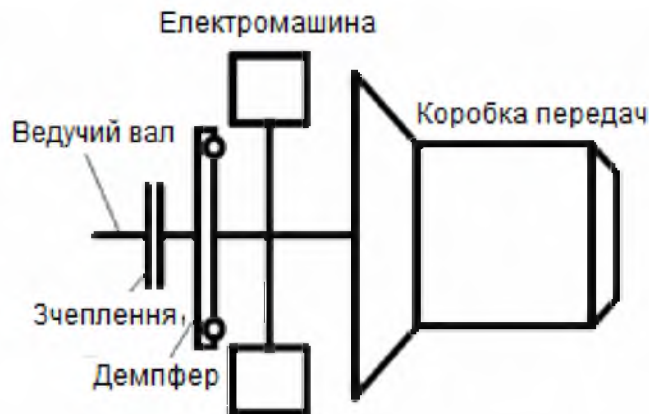 Електромашина
Коробка передач
Ведучий вал
Зчеплення
Демпфер